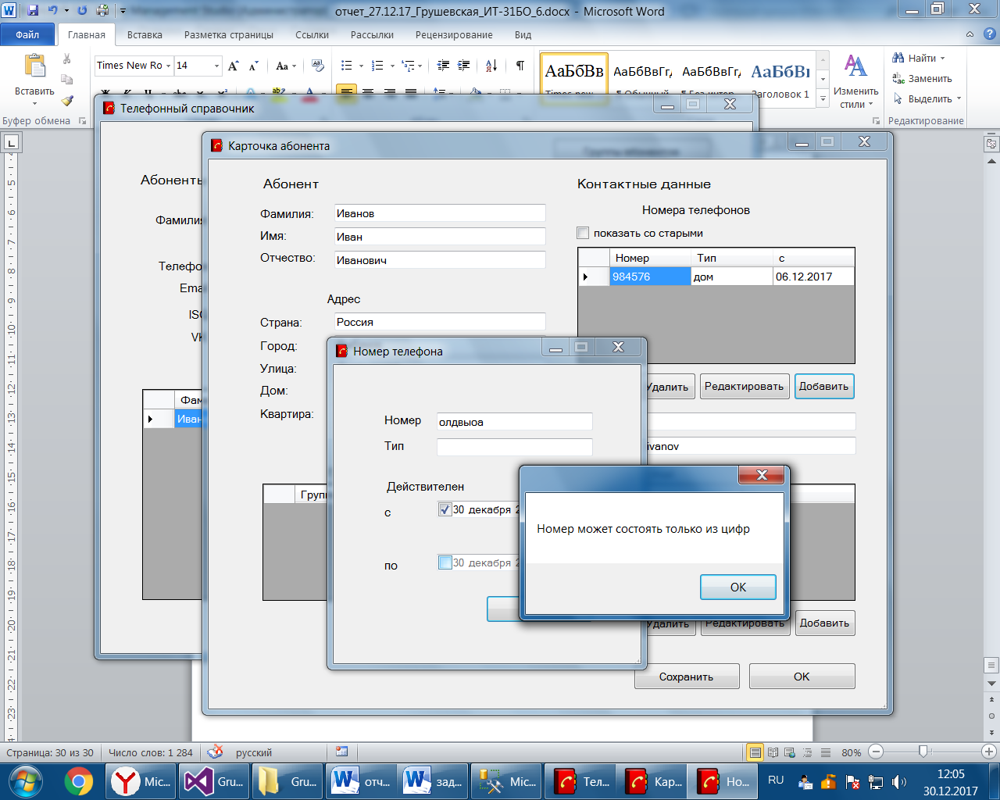 отчет_27.12.17_Грушевская_ИТ-31БО_6.docx - Microsoft Word
Файл
Главная
Вставка
Разметка страницы
Ссылки
Рассылки
Рецензирование
Вид
Вставить
Буфер обмена
Times New Ro
14
Aa
АаБбВв
АаБбВвГг,
АаБбВвГг,
АаБбВı
Заголовок 1
Изменить стили
Найти
Заменить
Выделить
Редактирование
Телефонный справочник
Абоненты
Фамилия
Телефо
Ema
IS
VK
Фам
Иван
Карточка абонента
Абонент
Фамилия: Иванов
Имя: Иван
Отчество: Иванович
Адрес
Страна: Россия
Город:
Улица:
Дом:
Квартира:
Групп
Контактные данные
Номера телефонов
показать со старыми
Номер Тип с
984576 дом 06.12.2017
Удалить Редактировать Добавить
ivanov
Удалить Редактировать Добавить
Сохранить OK
Номер телефона
Номер олдвыоа
Тип
Действителен
с 30 декабря 2
по 30 декабря 2
Номер может состоять только из цифр
OK
Страница: 30 из 30
Число слов: 1 284
русский
80%
Mic...
Gru...
Gru...
отч...
зад...
Mic...
Тел...
Кар...
Но...
RU
12:05
30.12.2017